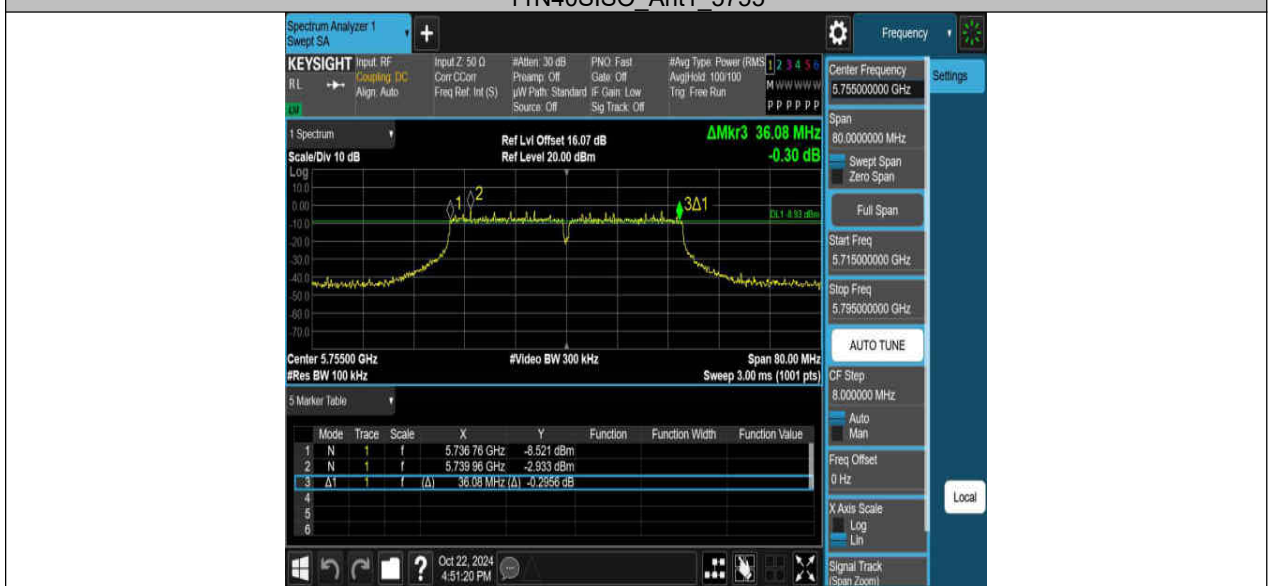 11N40SISO_Ant1_5755
Spectrum Analyzer 1
Swept SA
+
Frequency
KEYSIGHT
RL
Input: RF
Coupling: DC
Align: Auto
Input Z: 50 Ω
Corr CCorr
Freq Ref: Int (S)
#Atten: 30 dB
Preamp: Off
µW Path: Standard
Source: Off
PNO: Fast
Gate: Off
IF Gain: Low
Sig Track: Off
#Avg Type: Power (RMS
Avg|Hold: 100/100
Trig: Free Run
1 2 3 4 5 6
M W W W W W
P P P P P P
Center Frequency
5.755000000 GHz
Settings
1 Spectrum
Scale/Div 10 dB
Ref Lvl Offset 16.07 dB
Ref Level 20.00 dBm
ΔMkr3 36.08 MHz
-0.30 dB
Span
80.0000000 MHz
Swept Span
Zero Span
Full Span
Start Freq
5.715000000 GHz
Stop Freq
5.795000000 GHz
AUTO TUNE
CF Step
8.000000 MHz
Auto
Man
Freq Offset
0 Hz
X Axis Scale
Log
Lin
Signal Track
(Span Zoom)
Local
Log
10.0
0.00
-10.0
-20.0
-30.0
-40.0
-50.0
-60.0
-70.0
1
2
3Δ1
DL1 -8.93 dBm
Center 5.75500 GHz
#Res BW 100 kHz
#Video BW 300 kHz
Span 80.00 MHz
Sweep 3.00 ms (1001 pts)
5 Marker Table
Mode Trace Scale X Y Function Function Width Function Value
1 N 1 f 5.736 76 GHz -8.521 dBm
2 N 1 f 5.739 96 GHz -2.933 dBm
3 Δ1 1 f (Δ) 36.08 MHz (Δ) -0.2956 dB
4
5
6
?
Oct 22, 2024
4:51:20 PM